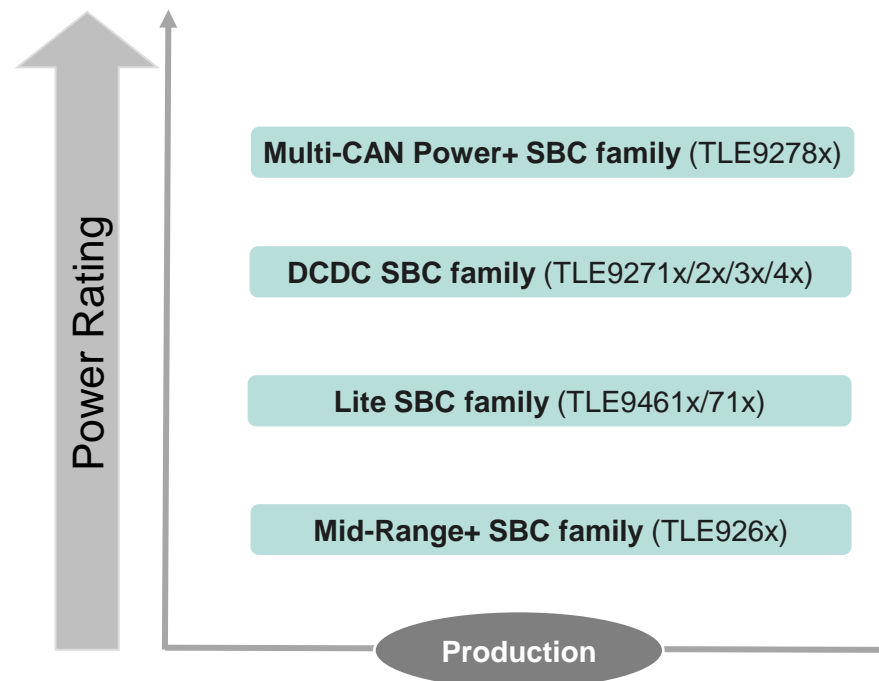 Multi-CAN Power+ SBC family (TLE9278x)
DCDC SBC family (TLE9271x/2x/3x/4x)
Lite SBC family (TLE9461x/71x)
Mid-Range+ SBC family (TLE926x)
Power Rating
Production